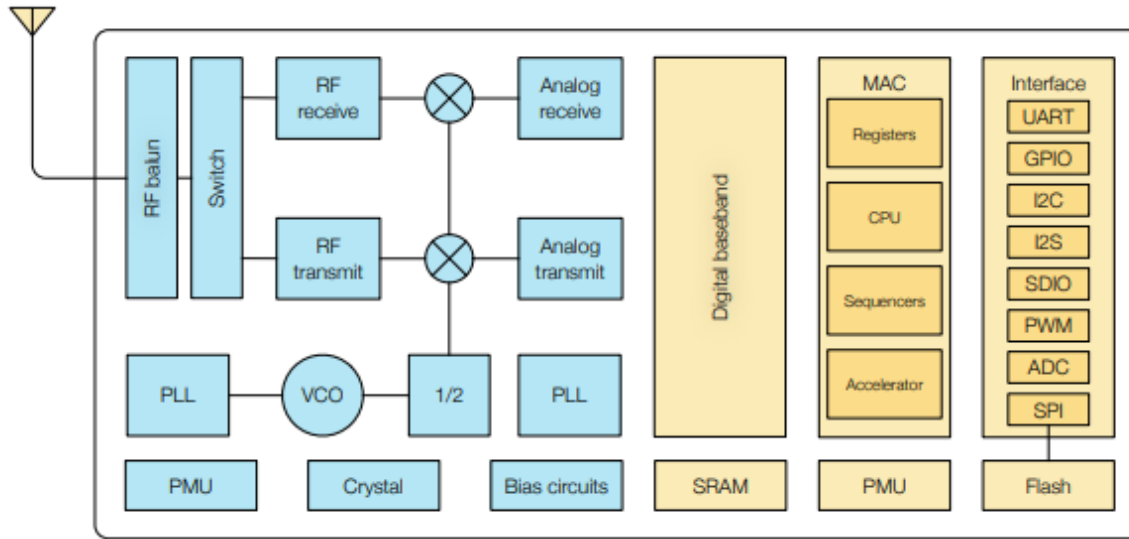 RF balun
Switch
RF
receive
Analog
receive
RF
transmit
Analog
transmit
PLL
VCO
1/2
PLL
PMU
Crystal
Bias circuits
Digital baseband
SRAM
MAC
Registers
CPU
Sequencers
Accelerator
PMU
Interface
UART
GPIO
I2C
I2S
SDIO
PWM
ADC
SPI
Flash